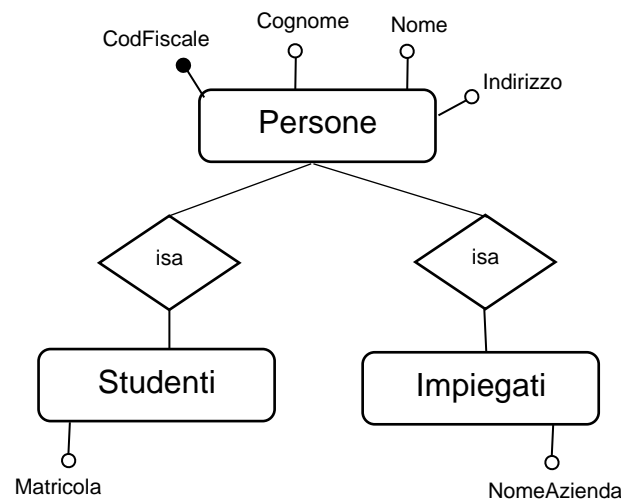 Cognome
Nome
CodFiscale
Indirizzo
Persone
isa
isa
Studenti
Impiegati
Matricola
NomeAzienda